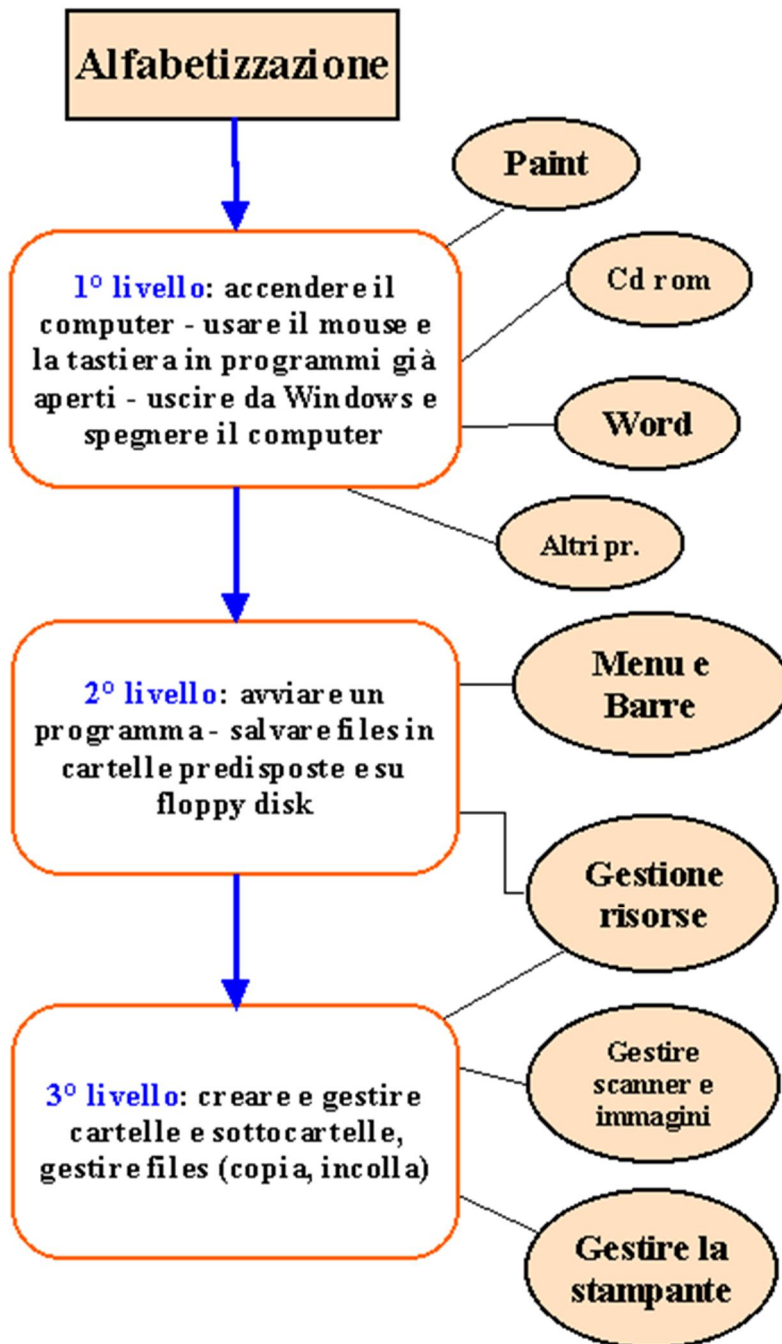 Alfabetizzazione
Paint
1° livello: accendere il
computer - usare il mouse e
la tastiera in programmi già
aperti - uscire da Windows e
spegnere il computer
Cd rom
Word
Altri pr.
2° livello: avviare un
programma - salvare files in
cartelle predisposte e su
floppy disk
Menu e
Barre
Gestione
risorse
3° livello: creare e gestire
cartelle e sottocartelle,
gestire files (copia, incolla)
Gestire
scanner e
immagini
Gestire la
stampante